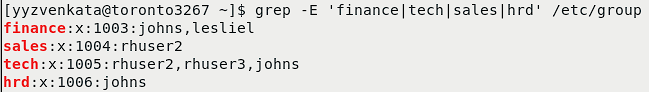 [yyzvenkata@toronto3267 ~]$ grep -E 'finance|tech|sales|hrd' /etc/group
finance:x:1003:johns,lesliel
sales:x:1004:rhuser2
tech:x:1005:rhuser2,rhuser3,johns
hrd:x:1006:johns